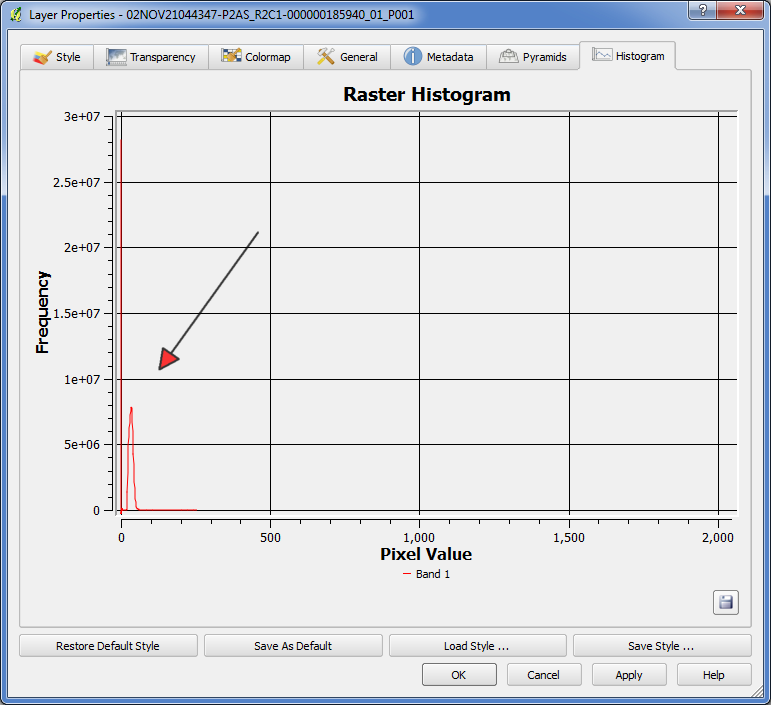 Layer Properties - 02NOV21044347-P2AS_R2C1-000000185940_01_P001
Style Transparency Colormap General Metadata Pyramids Histogram
Raster Histogram
3e+07
2.5e+07
2e+07
1.5e+07
1e+07
5e+06
0
Frequency
0 500 1,000 1,500 2,000
Pixel Value
Band 1
Restore Default Style Save As Default Load Style ... Save Style ...
OK Cancel Apply Help